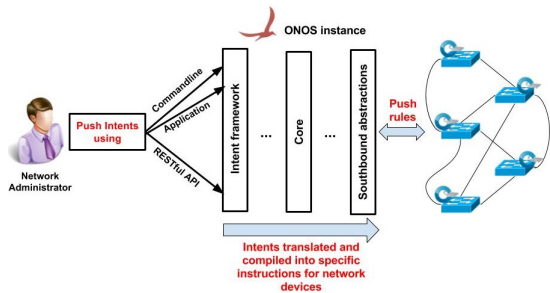 ONOS instance
Commandline
Application
RESTful API
Push Intents
using
Network
Administrator
Intent framework
...
Core
...
Southbound abstractions
Push
rules
Intents translated and
compiled into specific
instructions for network
devices